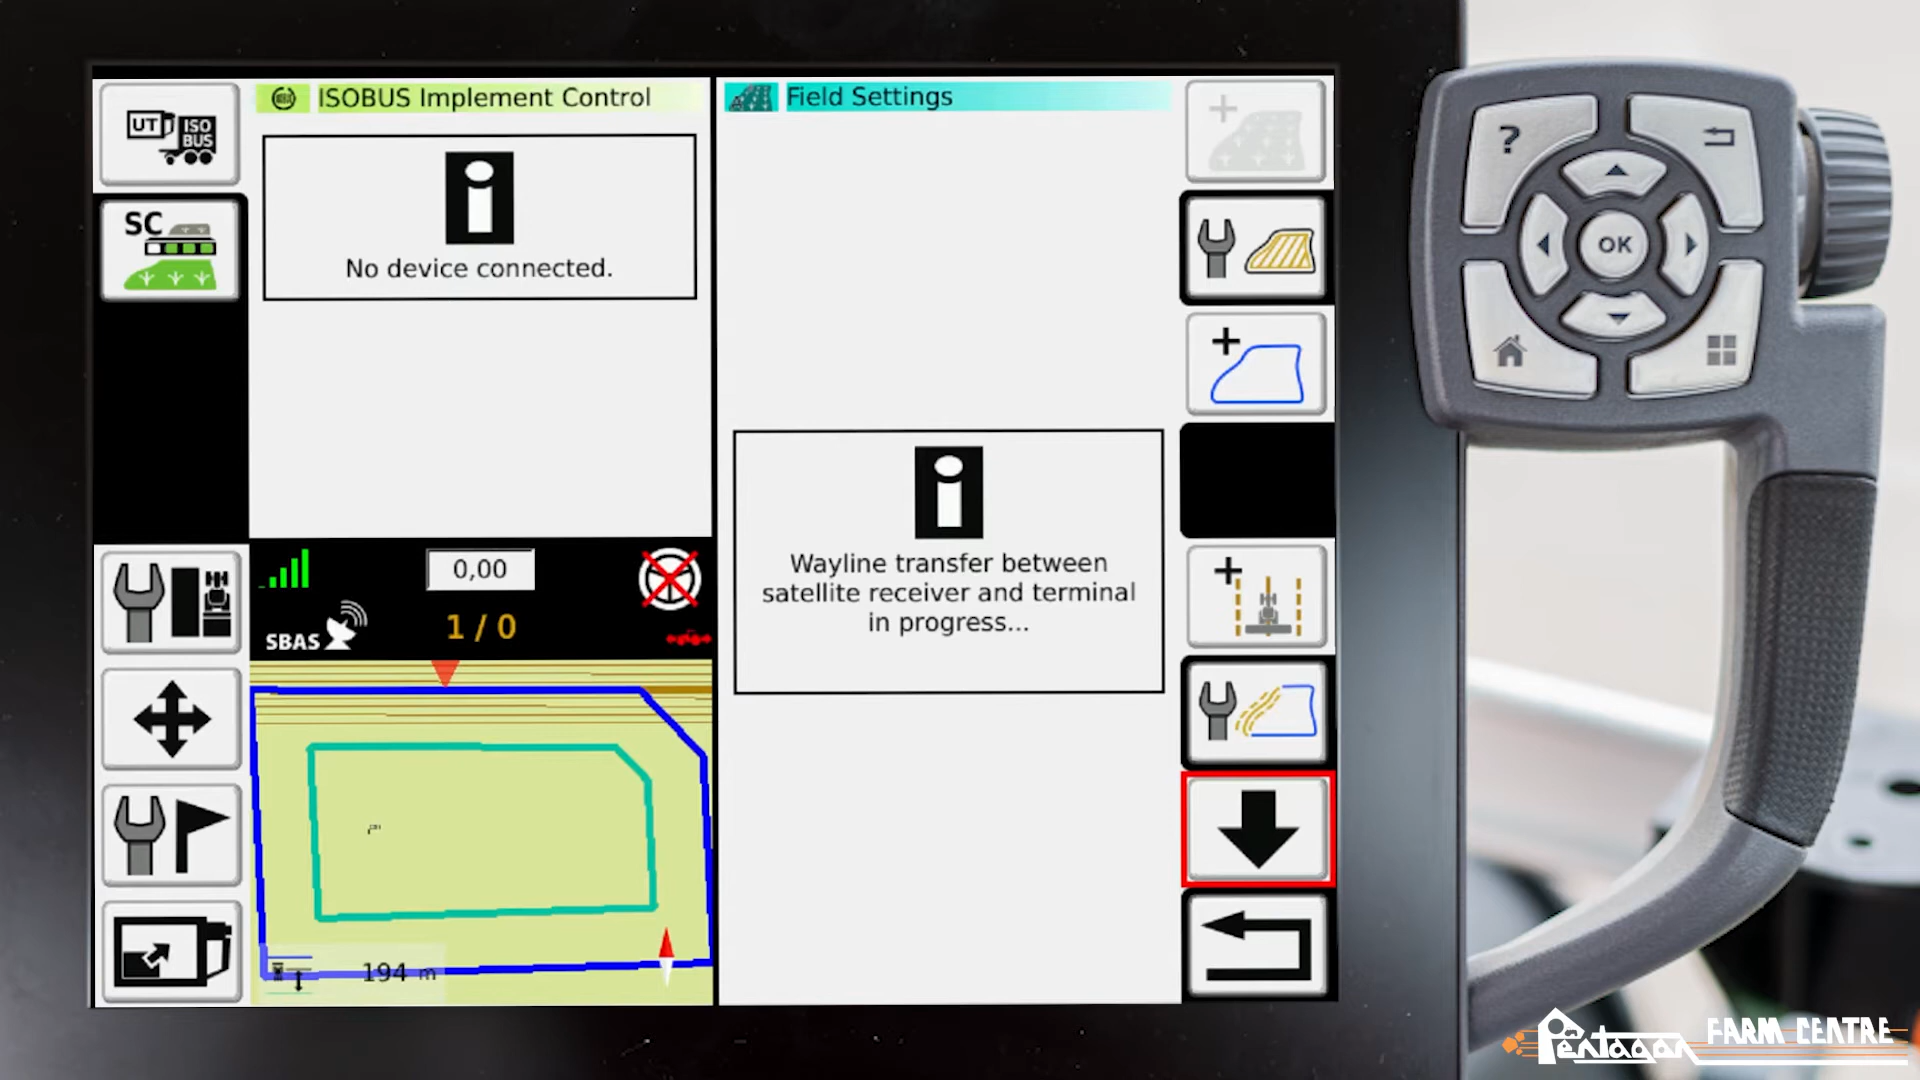 UT
ISO
BUS
ISOBUS Implement Control
No device connected.
SC
Field Settings
Wayline transfer between
satellite receiver and terminal
in progress...
0,00
SBAS
1 / 0
194 m
?
OK
Pentagon FARM CENTRE